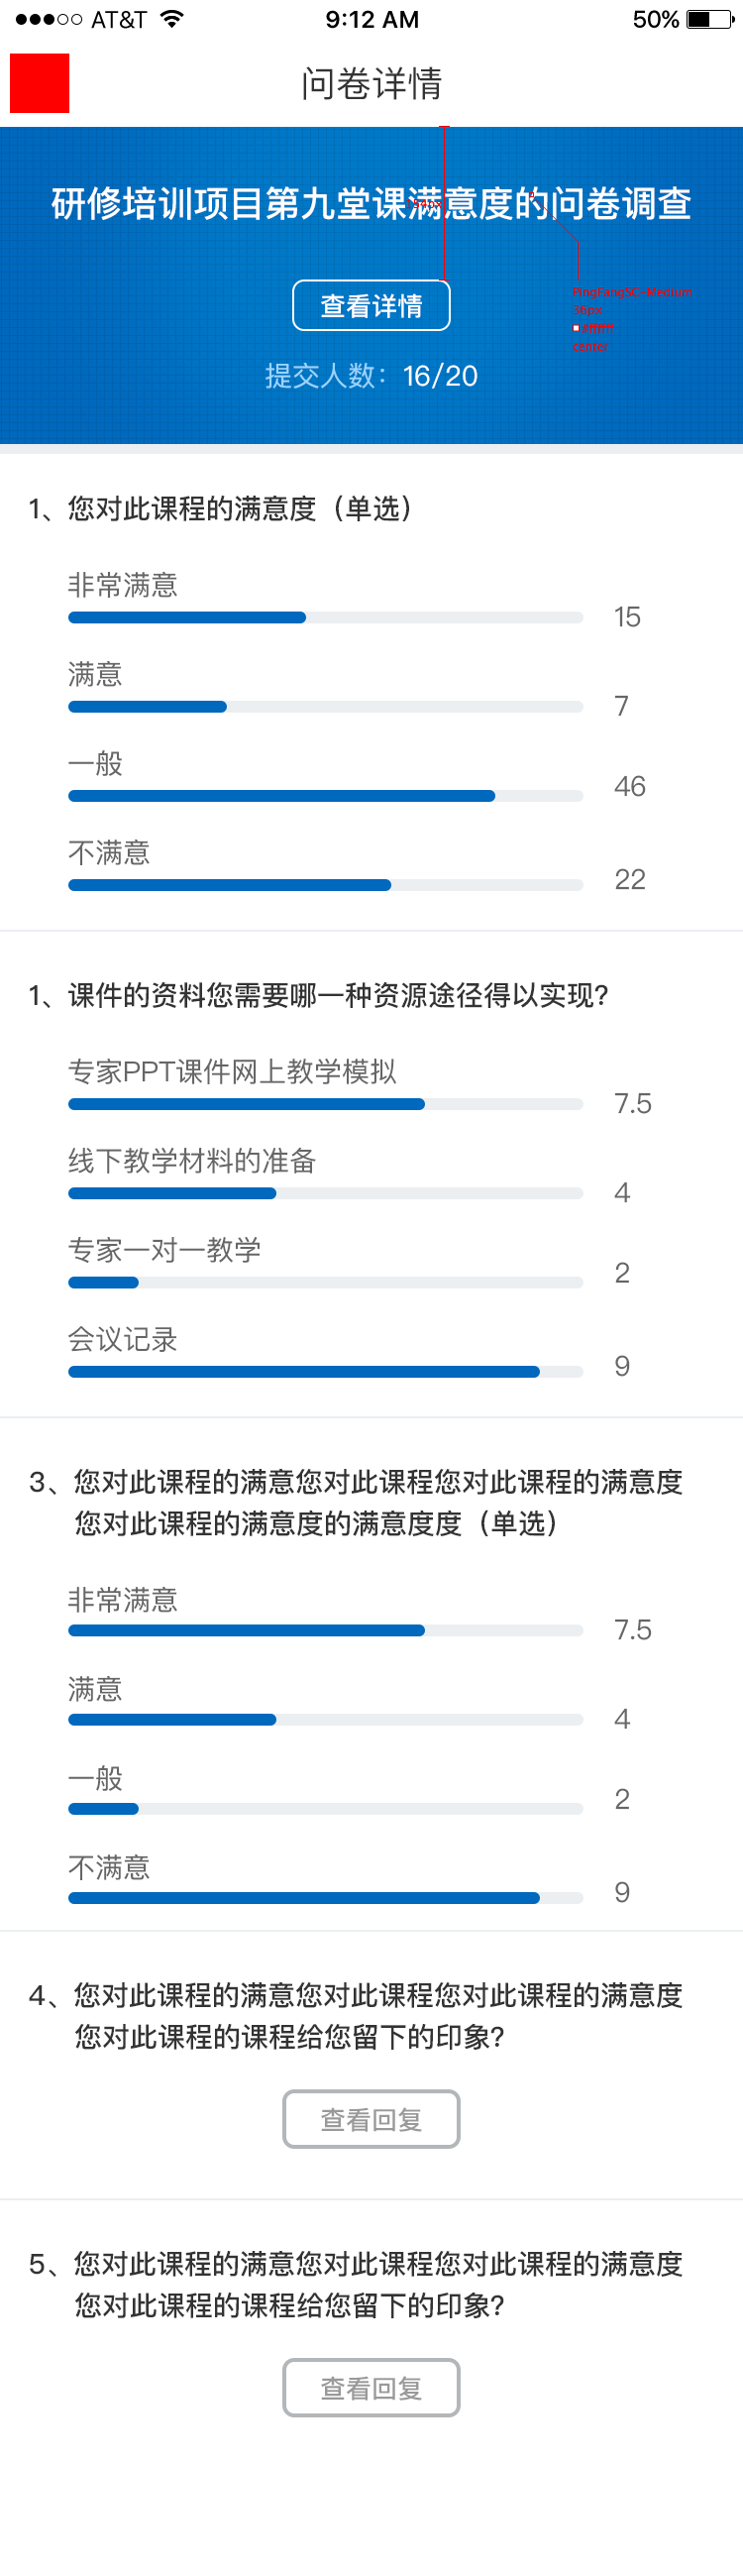 AT&T 9:12 AM 50%
问卷详情
研修培训项目第九堂课满意度的问卷调查
154px
查看详情
PingFangSC-Medium
36px
#ffffff
center
提交人数：16/20
1、您对此课程的满意度（单选）
非常满意
15
满意
7
一般
46
不满意
22
1、课件的资料您需要哪一种资源途径得以实现?
专家PPT课件网上教学模拟
7.5
线下教学材料的准备
4
专家一对一教学
2
会议记录
9
3、您对此课程的满意您对此课程您对此课程的满意度
您对此课程的满意度的满意度度（单选）
非常满意
7.5
满意
4
一般
2
不满意
9
4、您对此课程的满意您对此课程您对此课程的满意度
您对此课程的课程给您留下的印象?
查看回复
5、您对此课程的满意您对此课程您对此课程的满意度
您对此课程的课程给您留下的印象?
查看回复